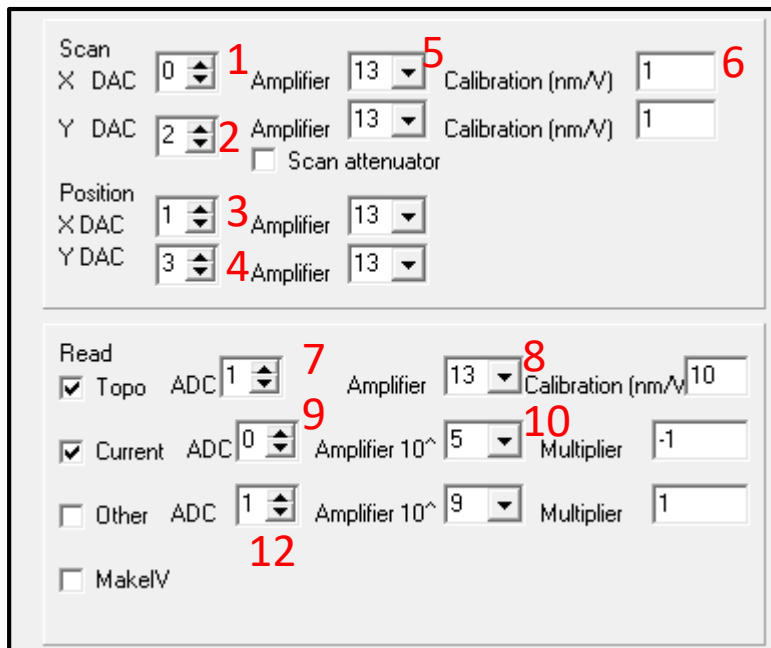 Scan
X DAC 0 1 Amplifier 13 5 Calibration (nm/V) 1 6
Y DAC 2 2 Amplifier 13 Calibration (nm/V) 1
Scan attenuator
Position
X DAC 1 3 Amplifier 13
Y DAC 3 4 Amplifier 13
Read
Topo ADC 1 7 Amplifier 13 8 Calibration (nm/V 10
Current ADC 0 9 Amplifier 10^ 5 10 Multiplier -1
Other ADC 1 Amplifier 10^ 9 Multiplier 1
12
MakeIV